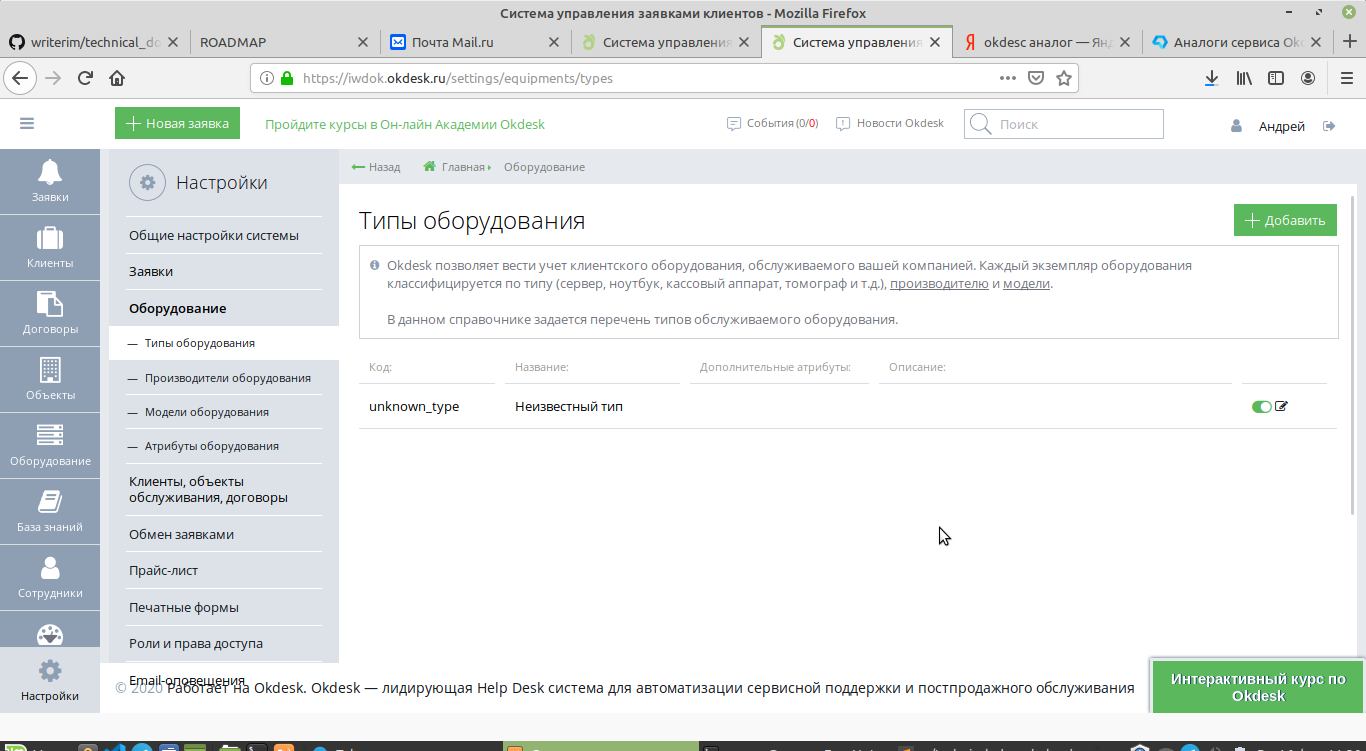 Система управления заявками клиентов - Mozilla Firefox
writerim/technical_do
ROADMAP
Почта Mail.ru
Система управления
Система управления
okdesc аналог — Янд
Аналоги сервиса Okd
https://iwdok.okdesk.ru/settings/equipments/types
Новая заявка
Пройдите курсы в Он-лайн Академии Okdesk
События (0/0)
Новости Okdesk
Поиск
Андрей
Заявки
Клиенты
Договоры
Объекты
Оборудование
База знаний
Сотрудники
Настройки
Настройки
Общие настройки системы
Заявки
Оборудование
— Типы оборудования
— Производители оборудования
— Модели оборудования
— Атрибуты оборудования
Клиенты, объекты
обслуживания, договоры
Обмен заявками
Прайс-лист
Печатные формы
Роли и права доступа
Email-оповещения
Назад
Главная
Оборудование
Типы оборудования
Добавить
Okdesk позволяет вести учет клиентского оборудования, обслуживаемого вашей компанией. Каждый экземпляр оборудования
классифицируется по типу (сервер, ноутбук, кассовый аппарат, томограф и т.д.), производителю и модели.
В данном справочнике задается перечень типов обслуживаемого оборудования.
Код:
Название:
Дополнительные атрибуты:
Описание:
unknown_type
Неизвестный тип
© 2020 Работает на Okdesk. Okdesk — лидирующая Help Desk система для автоматизации сервисной поддержки и постпродажного обслуживания
Интерактивный курс по
Okdesk